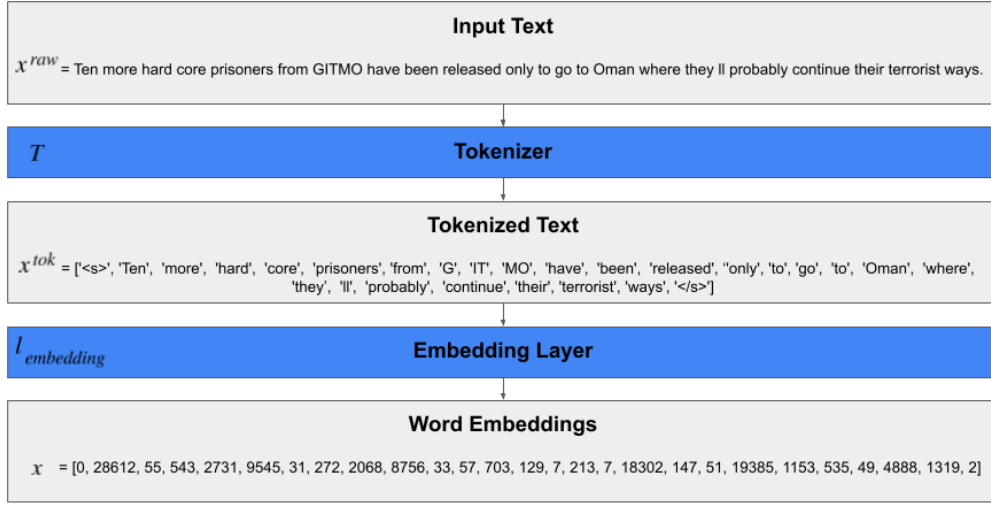 Input Text
x^raw = Ten more hard core prisoners from GITMO have been released only to go to Oman where they ll probably continue their terrorist ways.
T Tokenizer
Tokenized Text
x^tok = ['<s>', 'Ten', 'more', 'hard', 'core', 'prisoners', 'from', 'G', 'IT', 'MO', 'have', 'been', 'released', ''only', 'to', 'go', 'to', 'Oman', 'where',
'they', 'll', 'probably', 'continue', 'their', 'terrorist', 'ways', '</s>']
l_embedding Embedding Layer
Word Embeddings
x = [0, 28612, 55, 543, 2731, 9545, 31, 272, 2068, 8756, 33, 57, 703, 129, 7, 213, 7, 18302, 147, 51, 19385, 1153, 535, 49, 4888, 1319, 2]